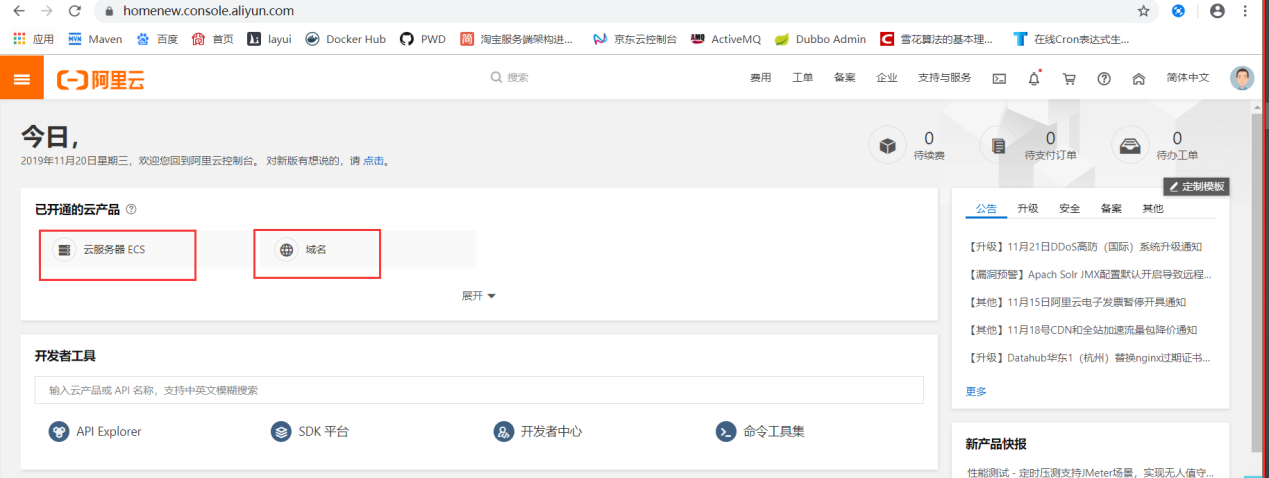 homenew.console.aliyun.com
应用 Maven 百度 首页 layui Docker Hub PWD 淘宝服务端架构进... 京东云控制台 ActiveMQ Dubbo Admin 雪花算法的基本理... 在线Cron表达式生...
阿里云 搜索 费用 工单 备案 企业 支持与服务 简体中文
今日，
2019年11月20日星期三，欢迎您回到阿里云控制台。 对新版有想说的，请 点击。
0 待续费
0 待支付订单
0 待办工单
定制模板
已开通的云产品
云服务器 ECS 域名
展开
公告 升级 安全 备案 其他
【升级】11月21日DDoS高防（国际）系统升级通知
【漏洞预警】Apach Solr JMX配置默认开启导致远程...
【其他】11月15日阿里云电子发票暂停开具通知
【其他】11月18号CDN和全站加速流量包降价通知
【升级】Datahub华东1（杭州）替换nginx过期证书...
更多
开发者工具
输入云产品或 API 名称，支持中英文模糊搜索
API Explorer SDK 平台 开发者中心 命令工具集
新产品快报
性能测试 - 定时压测支持JMeter场景，实现无人值守...